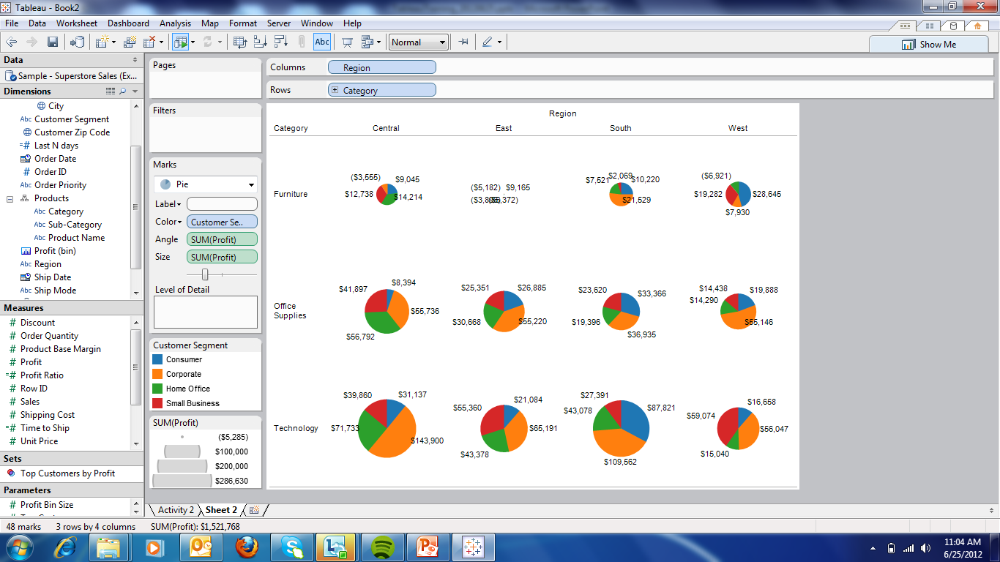 Tableau - Book2
File Data Worksheet Dashboard Analysis Map Format Server Window Help
Abc Normal Show Me
Data
Sample - Superstore Sales (Ex...
Dimensions
City
Abc Customer Segment
Customer Zip Code
=# Last N days
Order Date
# Order ID
Abc Order Priority
Products
Abc Category
Abc Sub-Category
Abc Product Name
Profit (bin)
Abc Region
Ship Date
Abc Ship Mode
Measures
# Discount
# Order Quantity
# Product Base Margin
# Profit
=# Profit Ratio
# Row ID
# Sales
# Shipping Cost
=# Time to Ship
# Unit Price
Sets
Top Customers by Profit
Parameters
# Profit Bin Size
Pages
Filters
Marks
Pie
Label
Color Customer Se..
Angle SUM(Profit)
Size SUM(Profit)
Level of Detail
Customer Segment
Consumer
Corporate
Home Office
Small Business
SUM(Profit)
($5,285)
$100,000
$200,000
$286,630
Columns Region
Rows Category
Region
Category Central East South West
Furniture
($3,555) $9,045
$12,738 $14,214
($5,182) $9,165
$2,069
$7,521 $10,220
$21,529
($6,921)
$19,282 $28,645
$7,930
Office
Supplies
$8,394
$41,897
$55,736
$56,792
$25,351 $26,885
$30,668 $55,220
$23,620 $33,366
$19,396
$36,935
$14,438 $19,888
$14,290
$55,146
Technology
$39,860 $31,137
$71,733
$143,900
$21,084
$55,360
$65,191
$43,378
$27,391
$43,078 $87,821
$109,562
$16,658
$59,074
$56,047
$15,040
Activity 2 Sheet 2
48 marks 3 rows by 4 columns SUM(Profit): $1,521,768
11:04 AM
6/25/2012